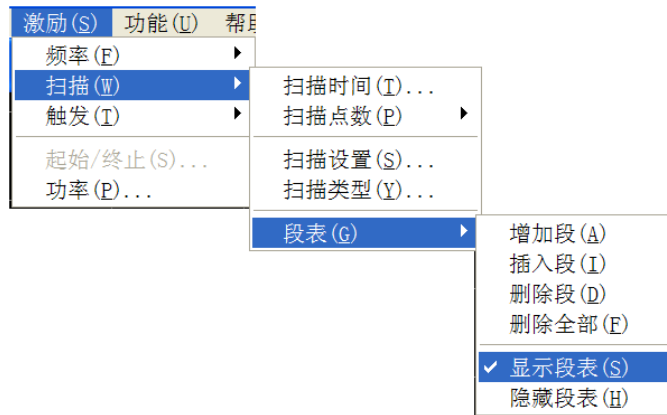 激励(S) 功能(U) 帮
频率(F)
扫描(W)
触发(T)
起始/终止(S)...
功率(P)...
扫描时间(T)...
扫描点数(P)
扫描设置(S)...
扫描类型(Y)...
段表(G)
增加段(A)
插入段(I)
删除段(D)
删除全部(F)
显示段表(S)
隐藏段表(H)